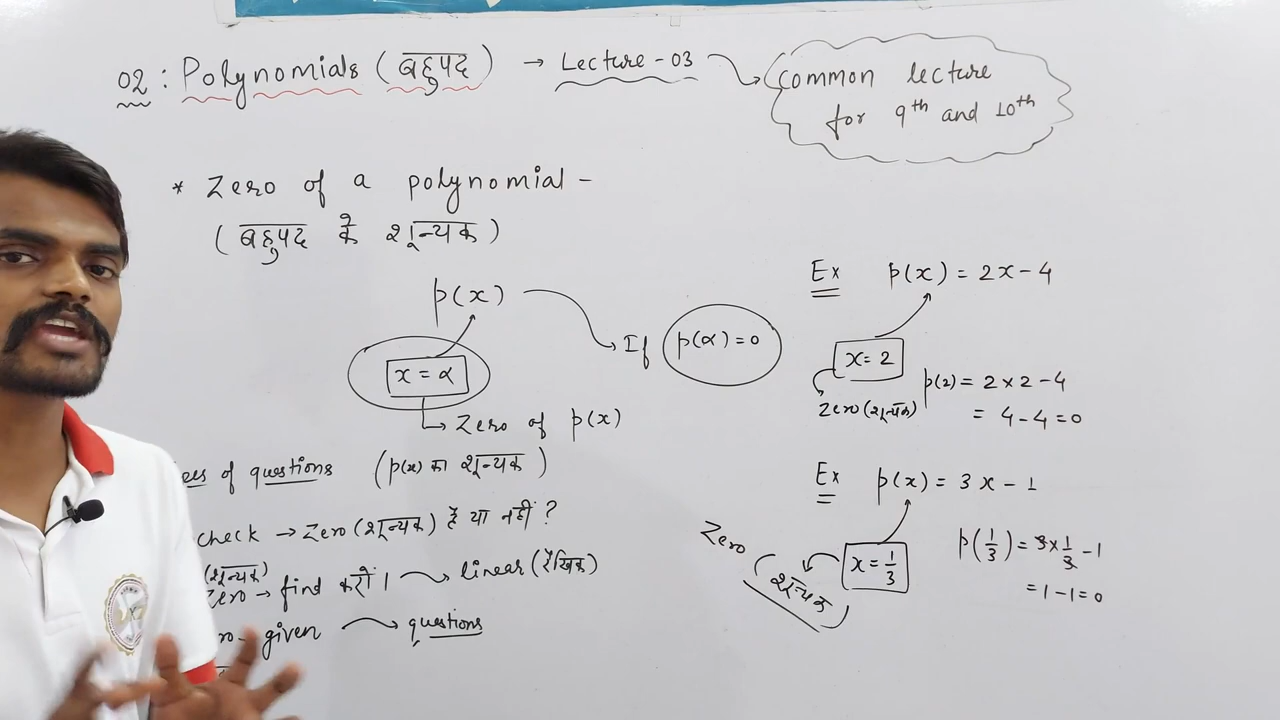 02 : Polynomials (बहुपद) → Lecture - 03
Common lecture
for 9th and 10th
* Zero of a polynomial -
(बहुपद के शून्यक)
p(x)
If p(α) = 0
x = α
Zero of p(x)
of questions (p(x) का शून्यक)
check → Zero (शून्यक) है या नहीं ?
(शून्यक)
Zero → find करो। linear (रैखिक)
given questions
Ex p(x) = 2x - 4
x = 2
Zero (शून्यक)
p(2) = 2 × 2 - 4
= 4 - 4 = 0
Ex p(x) = 3x - 1
x = 1/3
Zero (शून्यक)
p(1/3) = 3 × 1/3 - 1
= 1 - 1 = 0